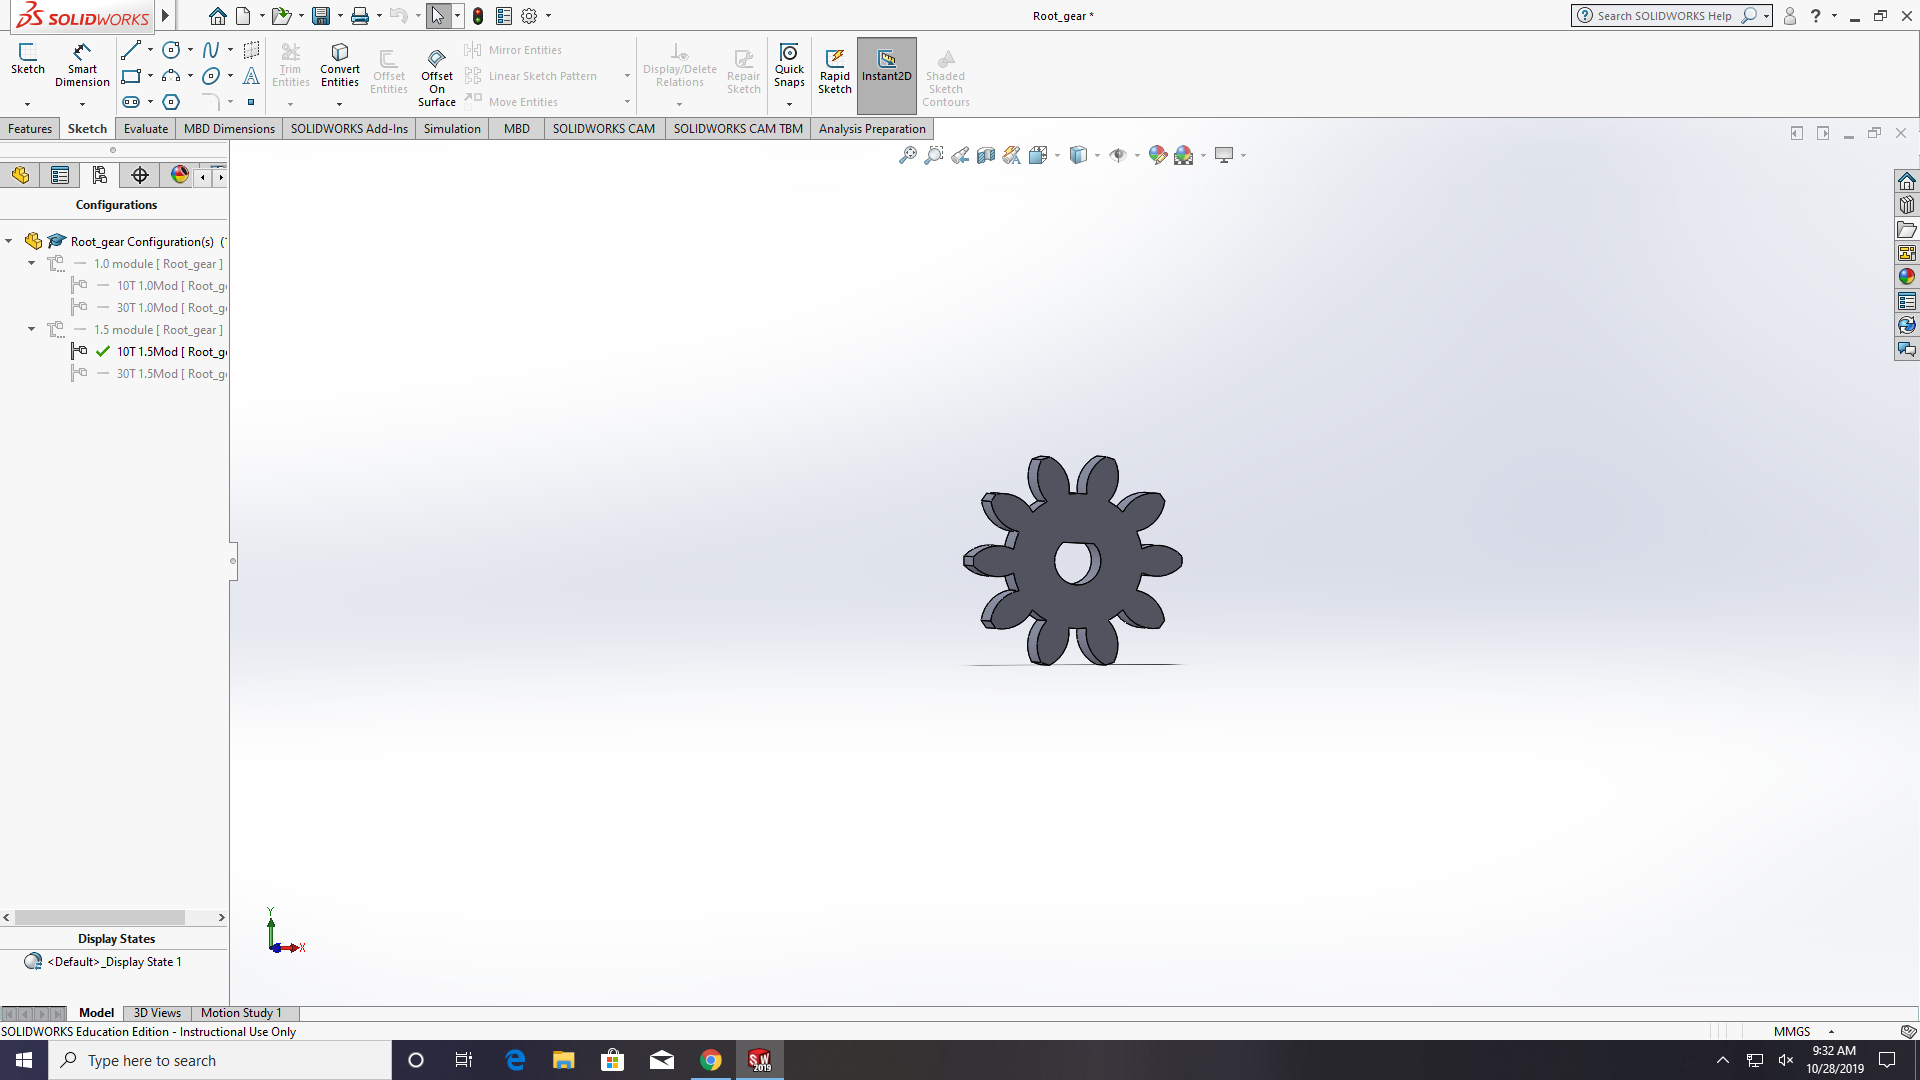 SOLIDWORKS
Root_gear *
Search SOLIDWORKS Help
Sketch
Smart
Dimension
Trim
Entities
Convert
Entities
Offset
Entities
Offset
On
Surface
Mirror Entities
Linear Sketch Pattern
Move Entities
Display/Delete
Relations
Repair
Sketch
Quick
Snaps
Rapid
Sketch
Instant2D
Shaded
Sketch
Contours
Features Sketch Evaluate MBD Dimensions SOLIDWORKS Add-Ins Simulation MBD SOLIDWORKS CAM SOLIDWORKS CAM TBM Analysis Preparation
Configurations
Root_gear Configuration(s) (
1.0 module [ Root_gear ]
10T 1.0Mod [ Root_g
30T 1.0Mod [ Root_g
1.5 module [ Root_gear ]
10T 1.5Mod [ Root_g
30T 1.5Mod [ Root_g
Y
X
Display States
<Default>_Display State 1
Model 3D Views Motion Study 1
SOLIDWORKS Education Edition - Instructional Use Only
MMGS
Type here to search
SW
2019
9:32 AM
10/28/2019